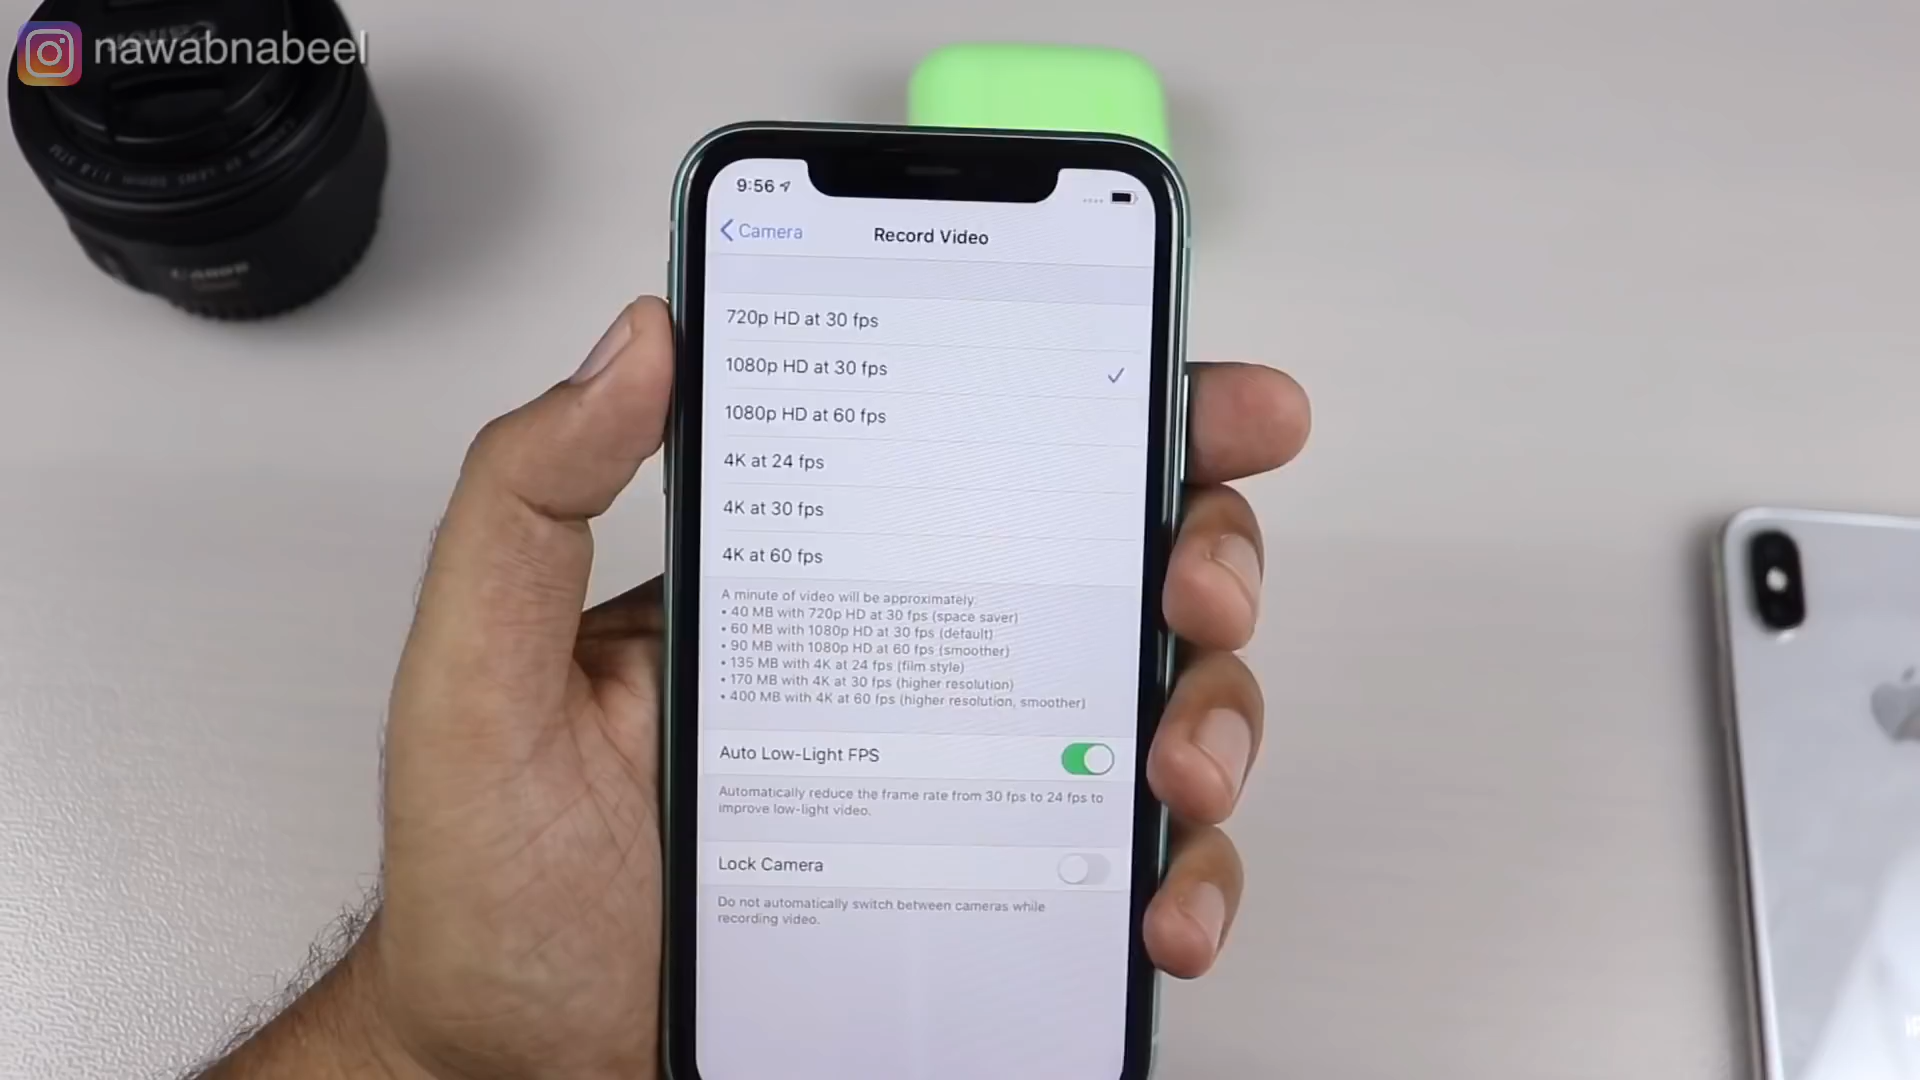 nawabnabeel
Canon
9:56
Camera
Record Video
720p HD at 30 fps
1080p HD at 30 fps
1080p HD at 60 fps
4K at 24 fps
4K at 30 fps
4K at 60 fps
A minute of video will be approximately:
• 40 MB with 720p HD at 30 fps (space saver)
• 60 MB with 1080p HD at 30 fps (default)
• 90 MB with 1080p HD at 60 fps (smoother)
• 135 MB with 4K at 24 fps (film style)
• 170 MB with 4K at 30 fps (higher resolution)
• 400 MB with 4K at 60 fps (higher resolution, smoother)
Auto Low-Light FPS
Automatically reduce the frame rate from 30 fps to 24 fps to
improve low-light video.
Lock Camera
Do not automatically switch between cameras while
recording video.